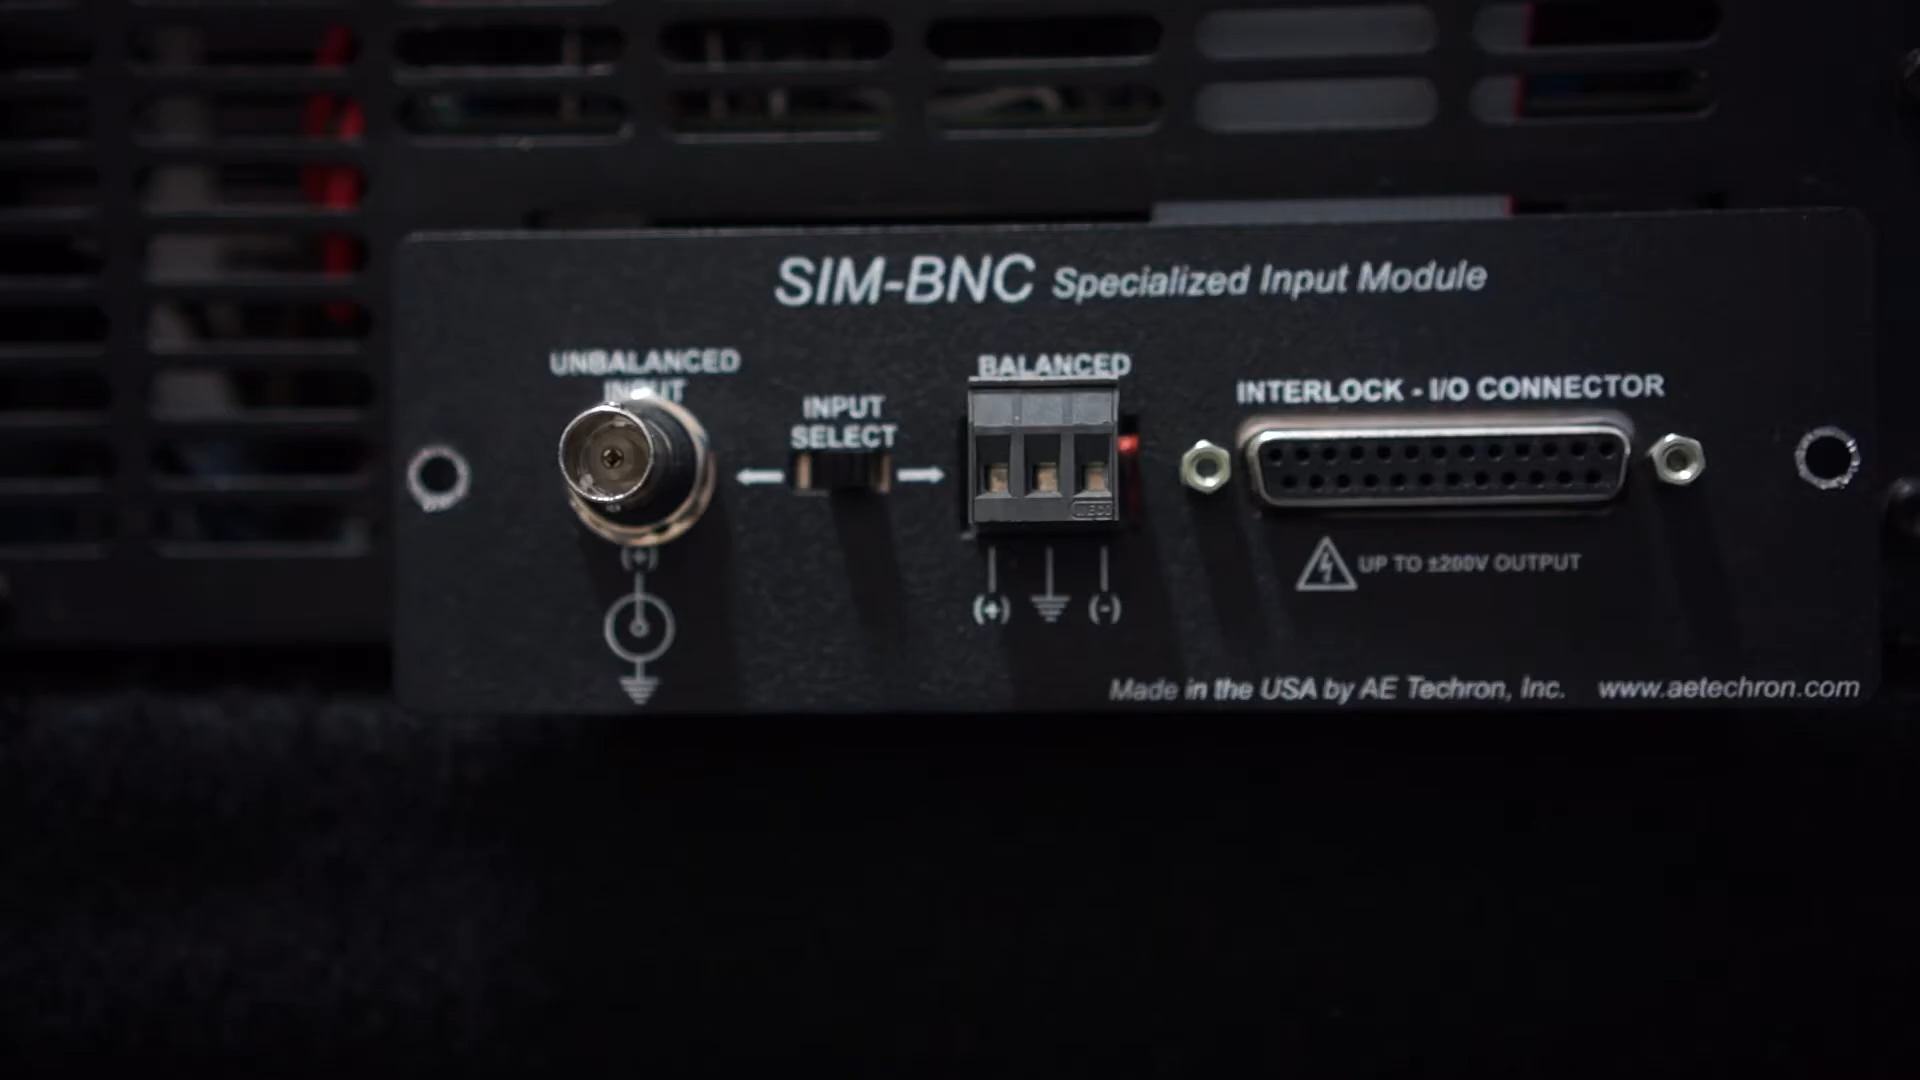 SIM-BNC Specialized Input Module
UNBALANCED
INPUT
INPUT
SELECT
BALANCED
INTERLOCK - I/O CONNECTOR
WECO
UP TO ±200V OUTPUT
(+)
(+) (-)
Made in the USA by AE Techron, Inc. www.aetechron.com